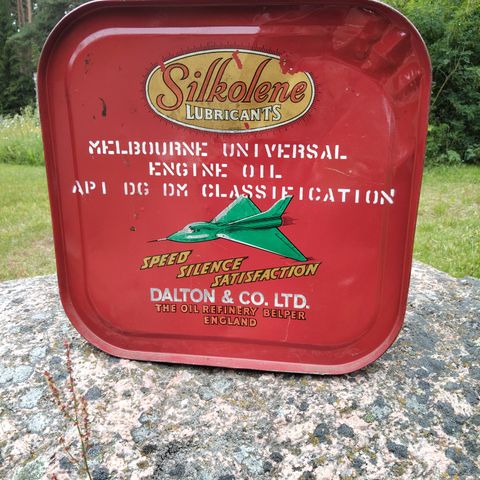 Silkolene
LUBRICANTS
MELBOURNE UNIVERSAL
ENGINE OIL
API DG DM CLASSIFICATION
SPEED
SILENCE
SATISFACTION
DALTON & CO. LTD.
THE OIL REFINERY BELPER
ENGLAND